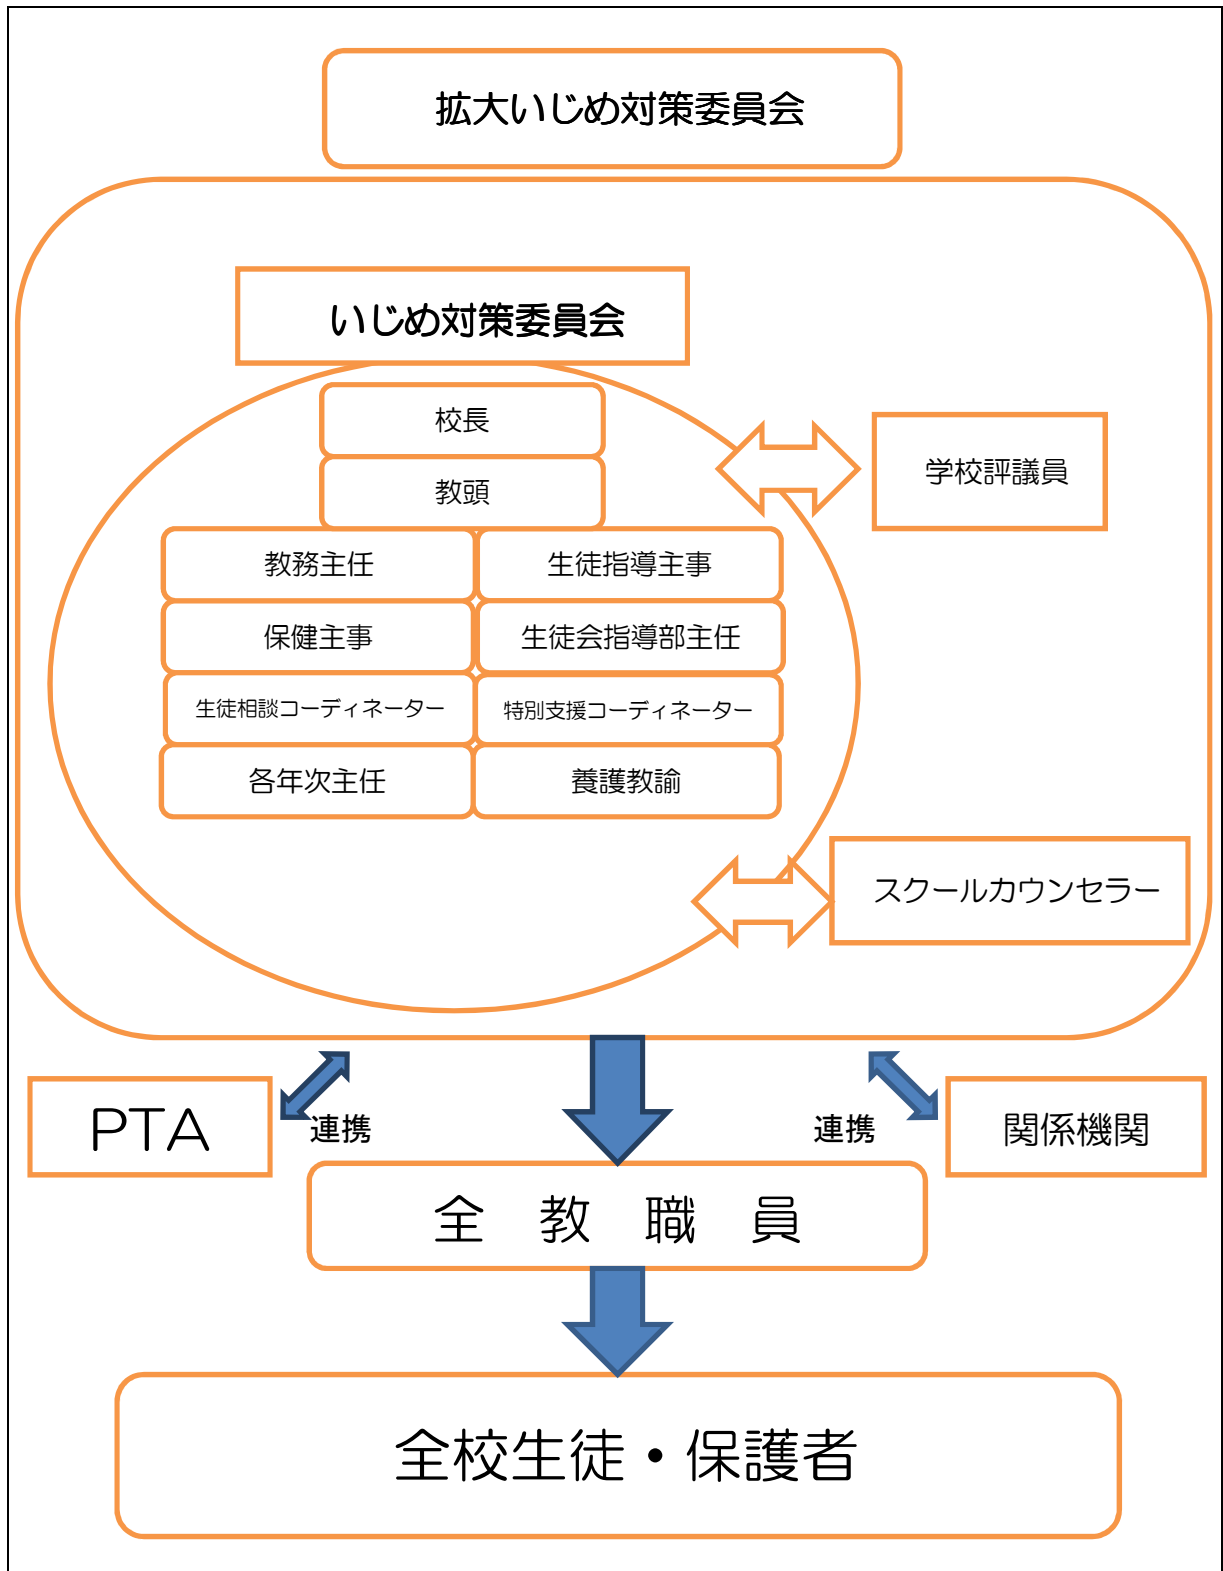 拡大いじめ対策委員会
いじめ対策委員会
校長
教頭
学校評議員
教務主任
生徒指導主事
保健主事
生徒会指導部主任
生徒相談コーディネーター
特別支援コーディネーター
各年次主任
養護教諭
スクールカウンセラー
PTA
連携
連携
関係機関
全　教　職　員
全校生徒・保護者